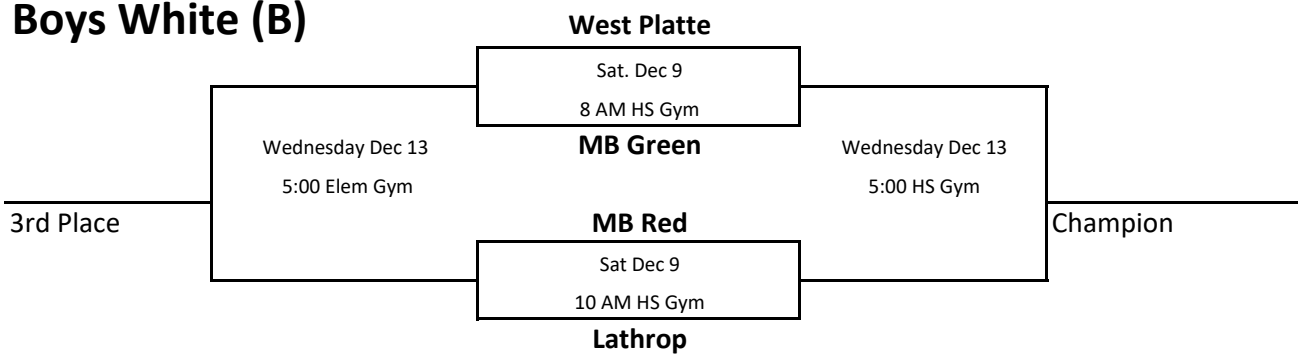 Boys White (B)
West Platte
Sat. Dec 9
8 AM HS Gym
MB Green
Wednesday Dec 13
5:00 Elem Gym
Wednesday Dec 13
5:00 HS Gym
3rd Place
MB Red
Champion
Sat Dec 9
10 AM HS Gym
Lathrop